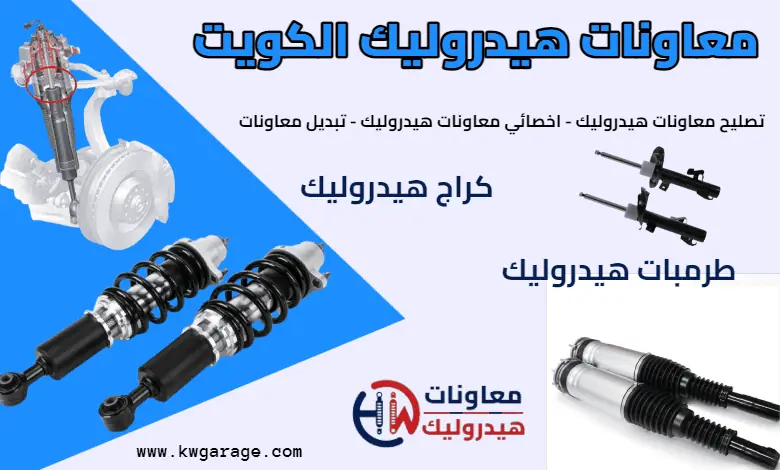 معاونات هيدروليك الكويت
تصليح معاونات هيدروليك - اخصائي معاونات هيدروليك - تبديل معاونات
كراج هيدروليك
طرمبات هيدروليك
معاونات
هيدروليك
www.kwgarage.com